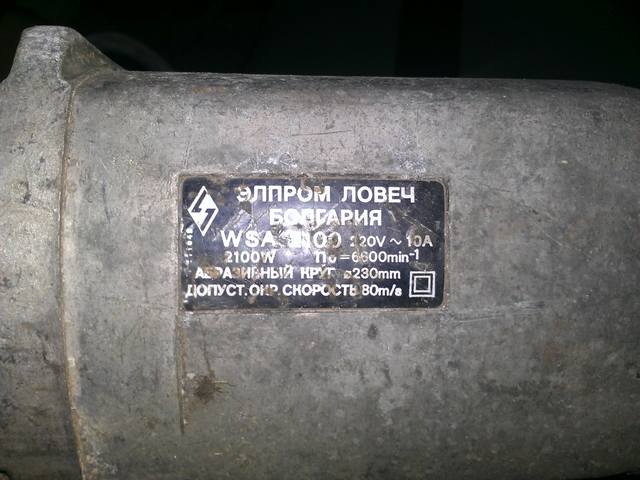 ЭЛПРОМ ЛОВЕЧ
БОЛГАРИЯ
WSA 2100 220V ~ 10A
2100W n₀=6600min⁻¹
АБРАЗИВНЫЙ КРУГ ø230mm
ДОПУСТ. ОКР. СКОРОСТЬ 80m/s